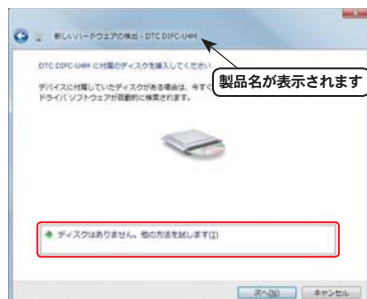 新しいハードウェアの検出 - DTC DIFC-U4M
製品名が表示されます
DTC DIFC-U4M に付属のディスクを挿入してください
デバイスに付属していたディスクがある場合は、今すぐ
ドライバ ソフトウェアが自動的に検索されます。
ディスクはありません。他の方法を試します(I)
次へ(N)
キャンセル